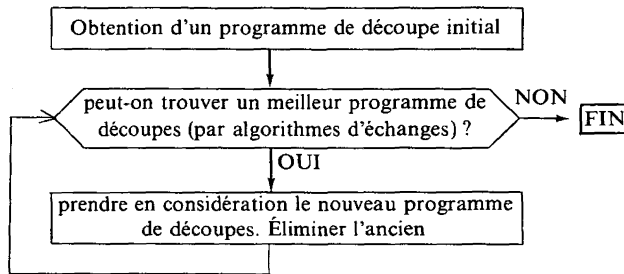 Obtention d'un programme de découpe initial
peut-on trouver un meilleur programme de
découpes (par algorithmes d'échanges) ?
NON
FIN
OUI
prendre en considération le nouveau programme
de découpes. Éliminer l'ancien